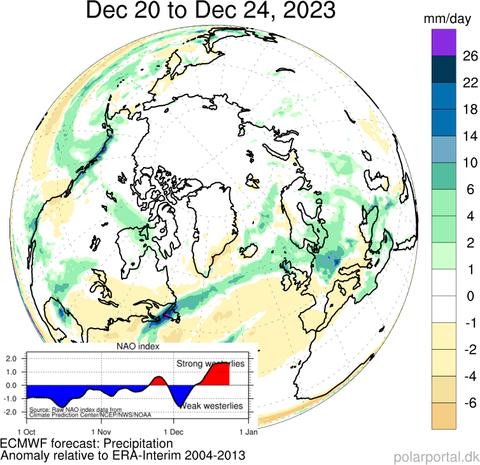 Dec 20 to Dec 24, 2023
mm/day
26
22
18
14
10
6
4
2
1
0
-1
-2
-4
-6
NAO index
2.0
1.0
0.0
-1.0
-2.0
Strong westerlies
Weak westerlies
Source: Raw NAO index data from
Climate Prediction Center/NCEP/NWS/NOAA
1 Oct
1 Nov
1 Dec
1 Jan
ECMWF forecast: Precipitation
Anomaly relative to ERA-Interim 2004-2013
polarportal.dk